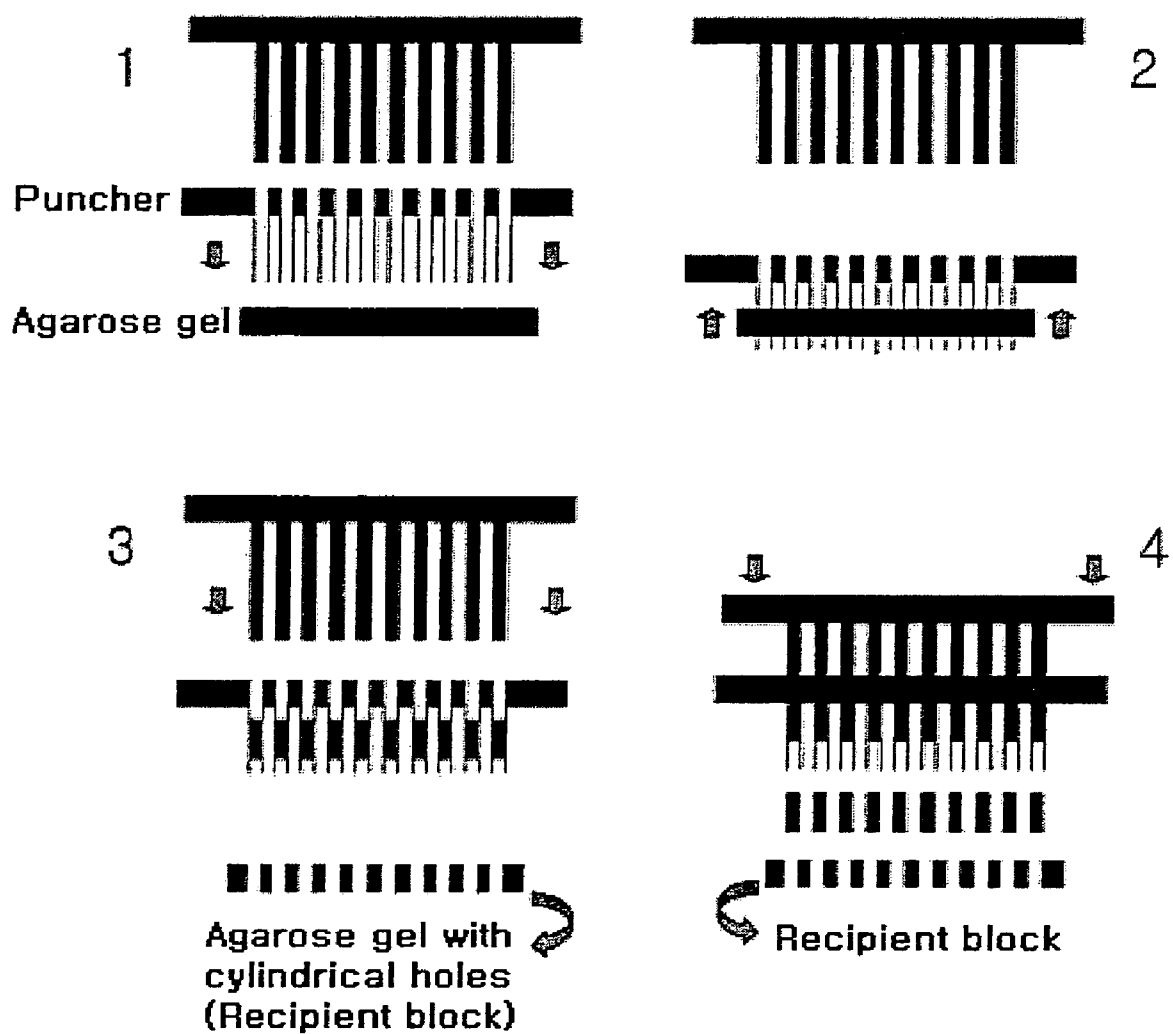 1
2
Puncher
Agarose gel
3
4
Agarose gel with
cylindrical holes
(Recipient block)
Recipient block